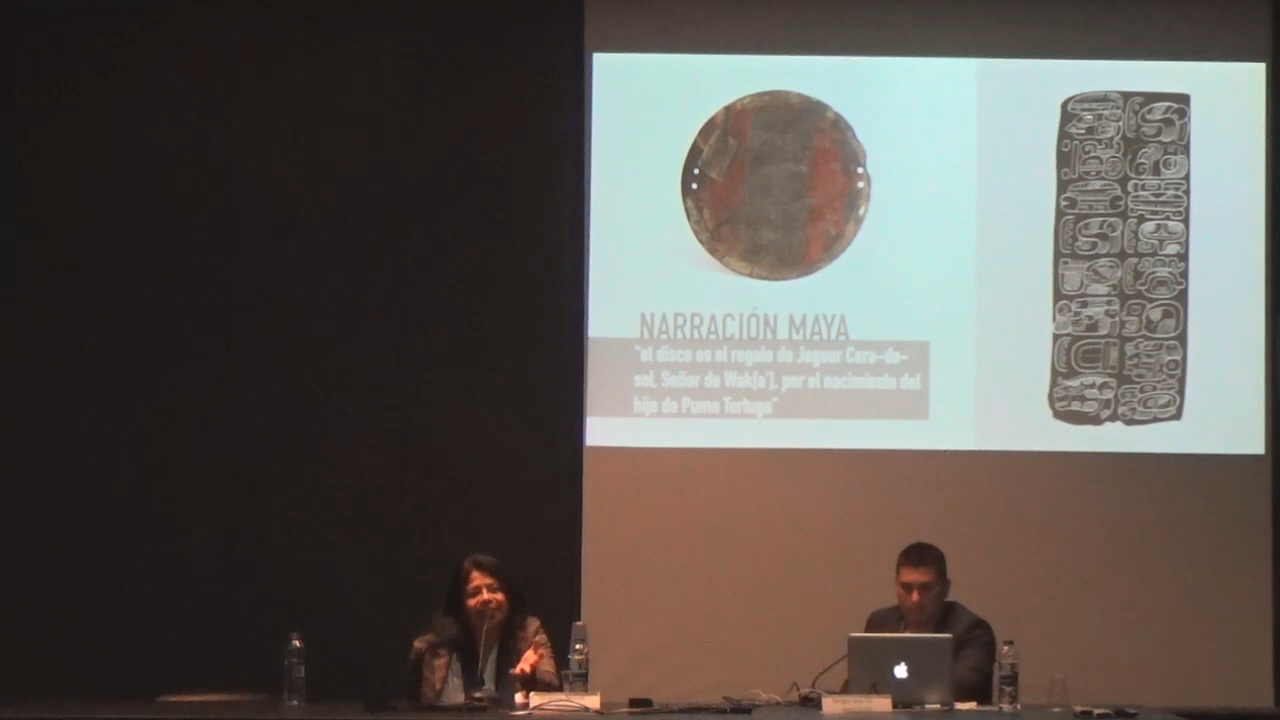 NARRACIÓN MAYA
"el disco es el regalo de Jaguar Cara-de-
sol, Señor de Wak[a'], por el nacimiento del
hijo de Puma Tortuga"